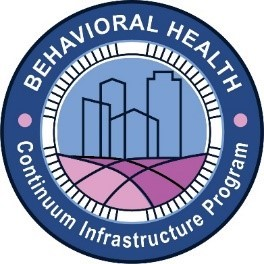 BEHAVIORAL HEALTH
Continuum Infrastructure Program